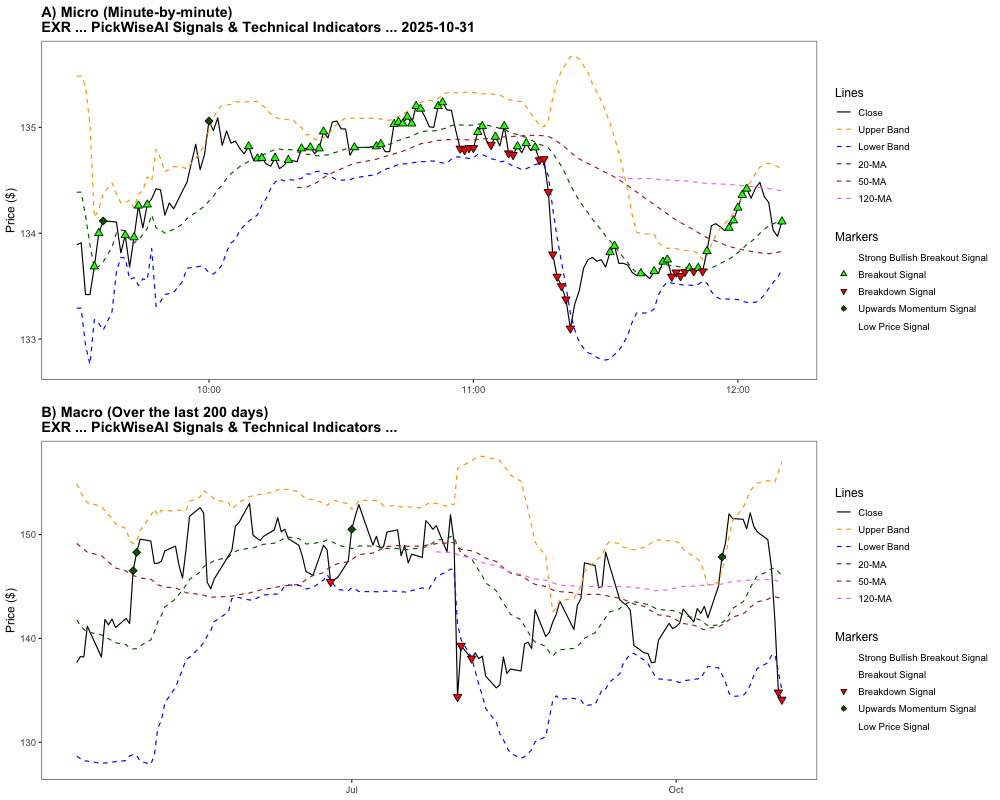 A) Micro (Minute-by-minute)
EXR ... PickWiseAI Signals & Technical Indicators ... 2025-10-31
Price ($)
135
134
133
10:00
11:00
12:00
Lines
Close
Upper Band
Lower Band
20-MA
50-MA
120-MA
Markers
Strong Bullish Breakout Signal
Breakout Signal
Breakdown Signal
Upwards Momentum Signal
Low Price Signal
B) Macro (Over the last 200 days)
EXR ... PickWiseAI Signals & Technical Indicators ...
Price ($)
150
140
130
Jul
Oct
Lines
Close
Upper Band
Lower Band
20-MA
50-MA
120-MA
Markers
Strong Bullish Breakout Signal
Breakout Signal
Breakdown Signal
Upwards Momentum Signal
Low Price Signal